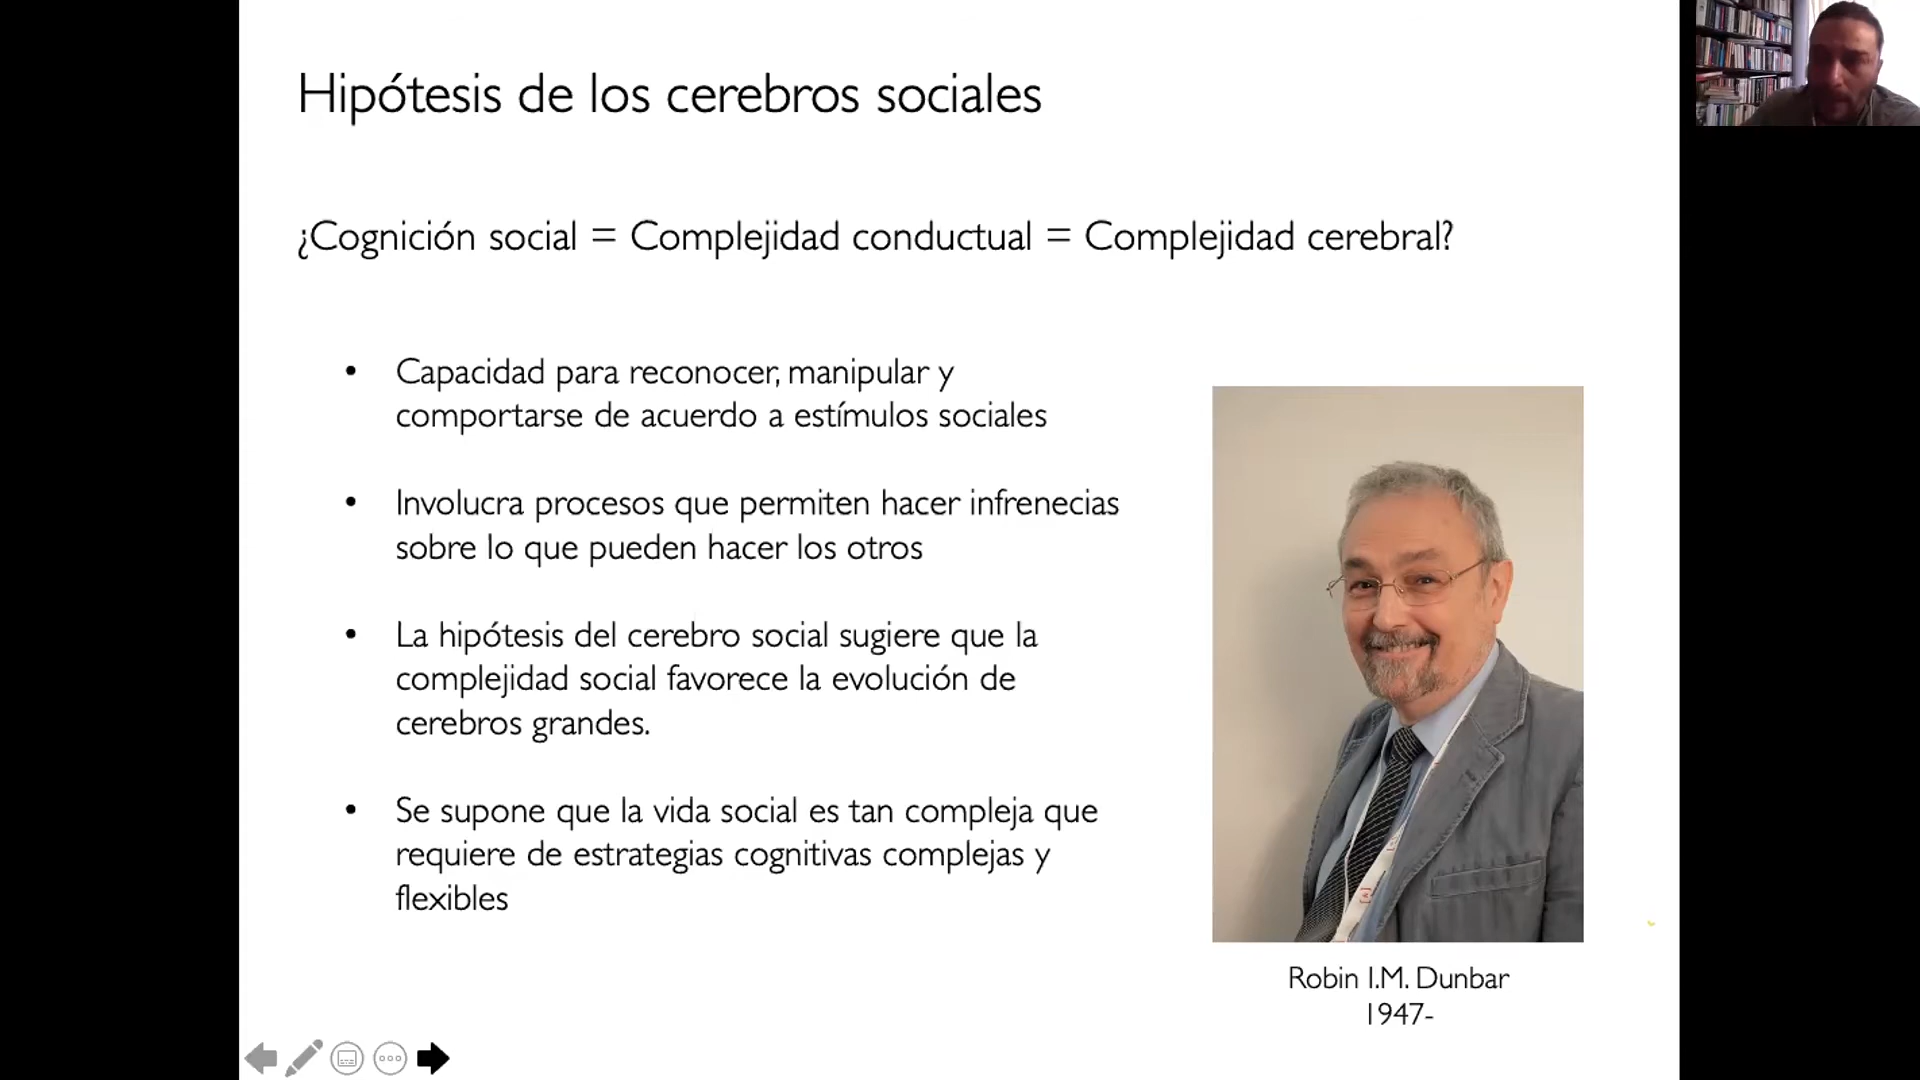 Hipótesis de los cerebros sociales
¿Cognición social = Complejidad conductual = Complejidad cerebral?
• Capacidad para reconocer, manipular y
comportarse de acuerdo a estímulos sociales
• Involucra procesos que permiten hacer infrenecias
sobre lo que pueden hacer los otros
• La hipótesis del cerebro social sugiere que la
complejidad social favorece la evolución de
cerebros grandes.
• Se supone que la vida social es tan compleja que
requiere de estrategias cognitivas complejas y
flexibles
Robin I.M. Dunbar
1947-